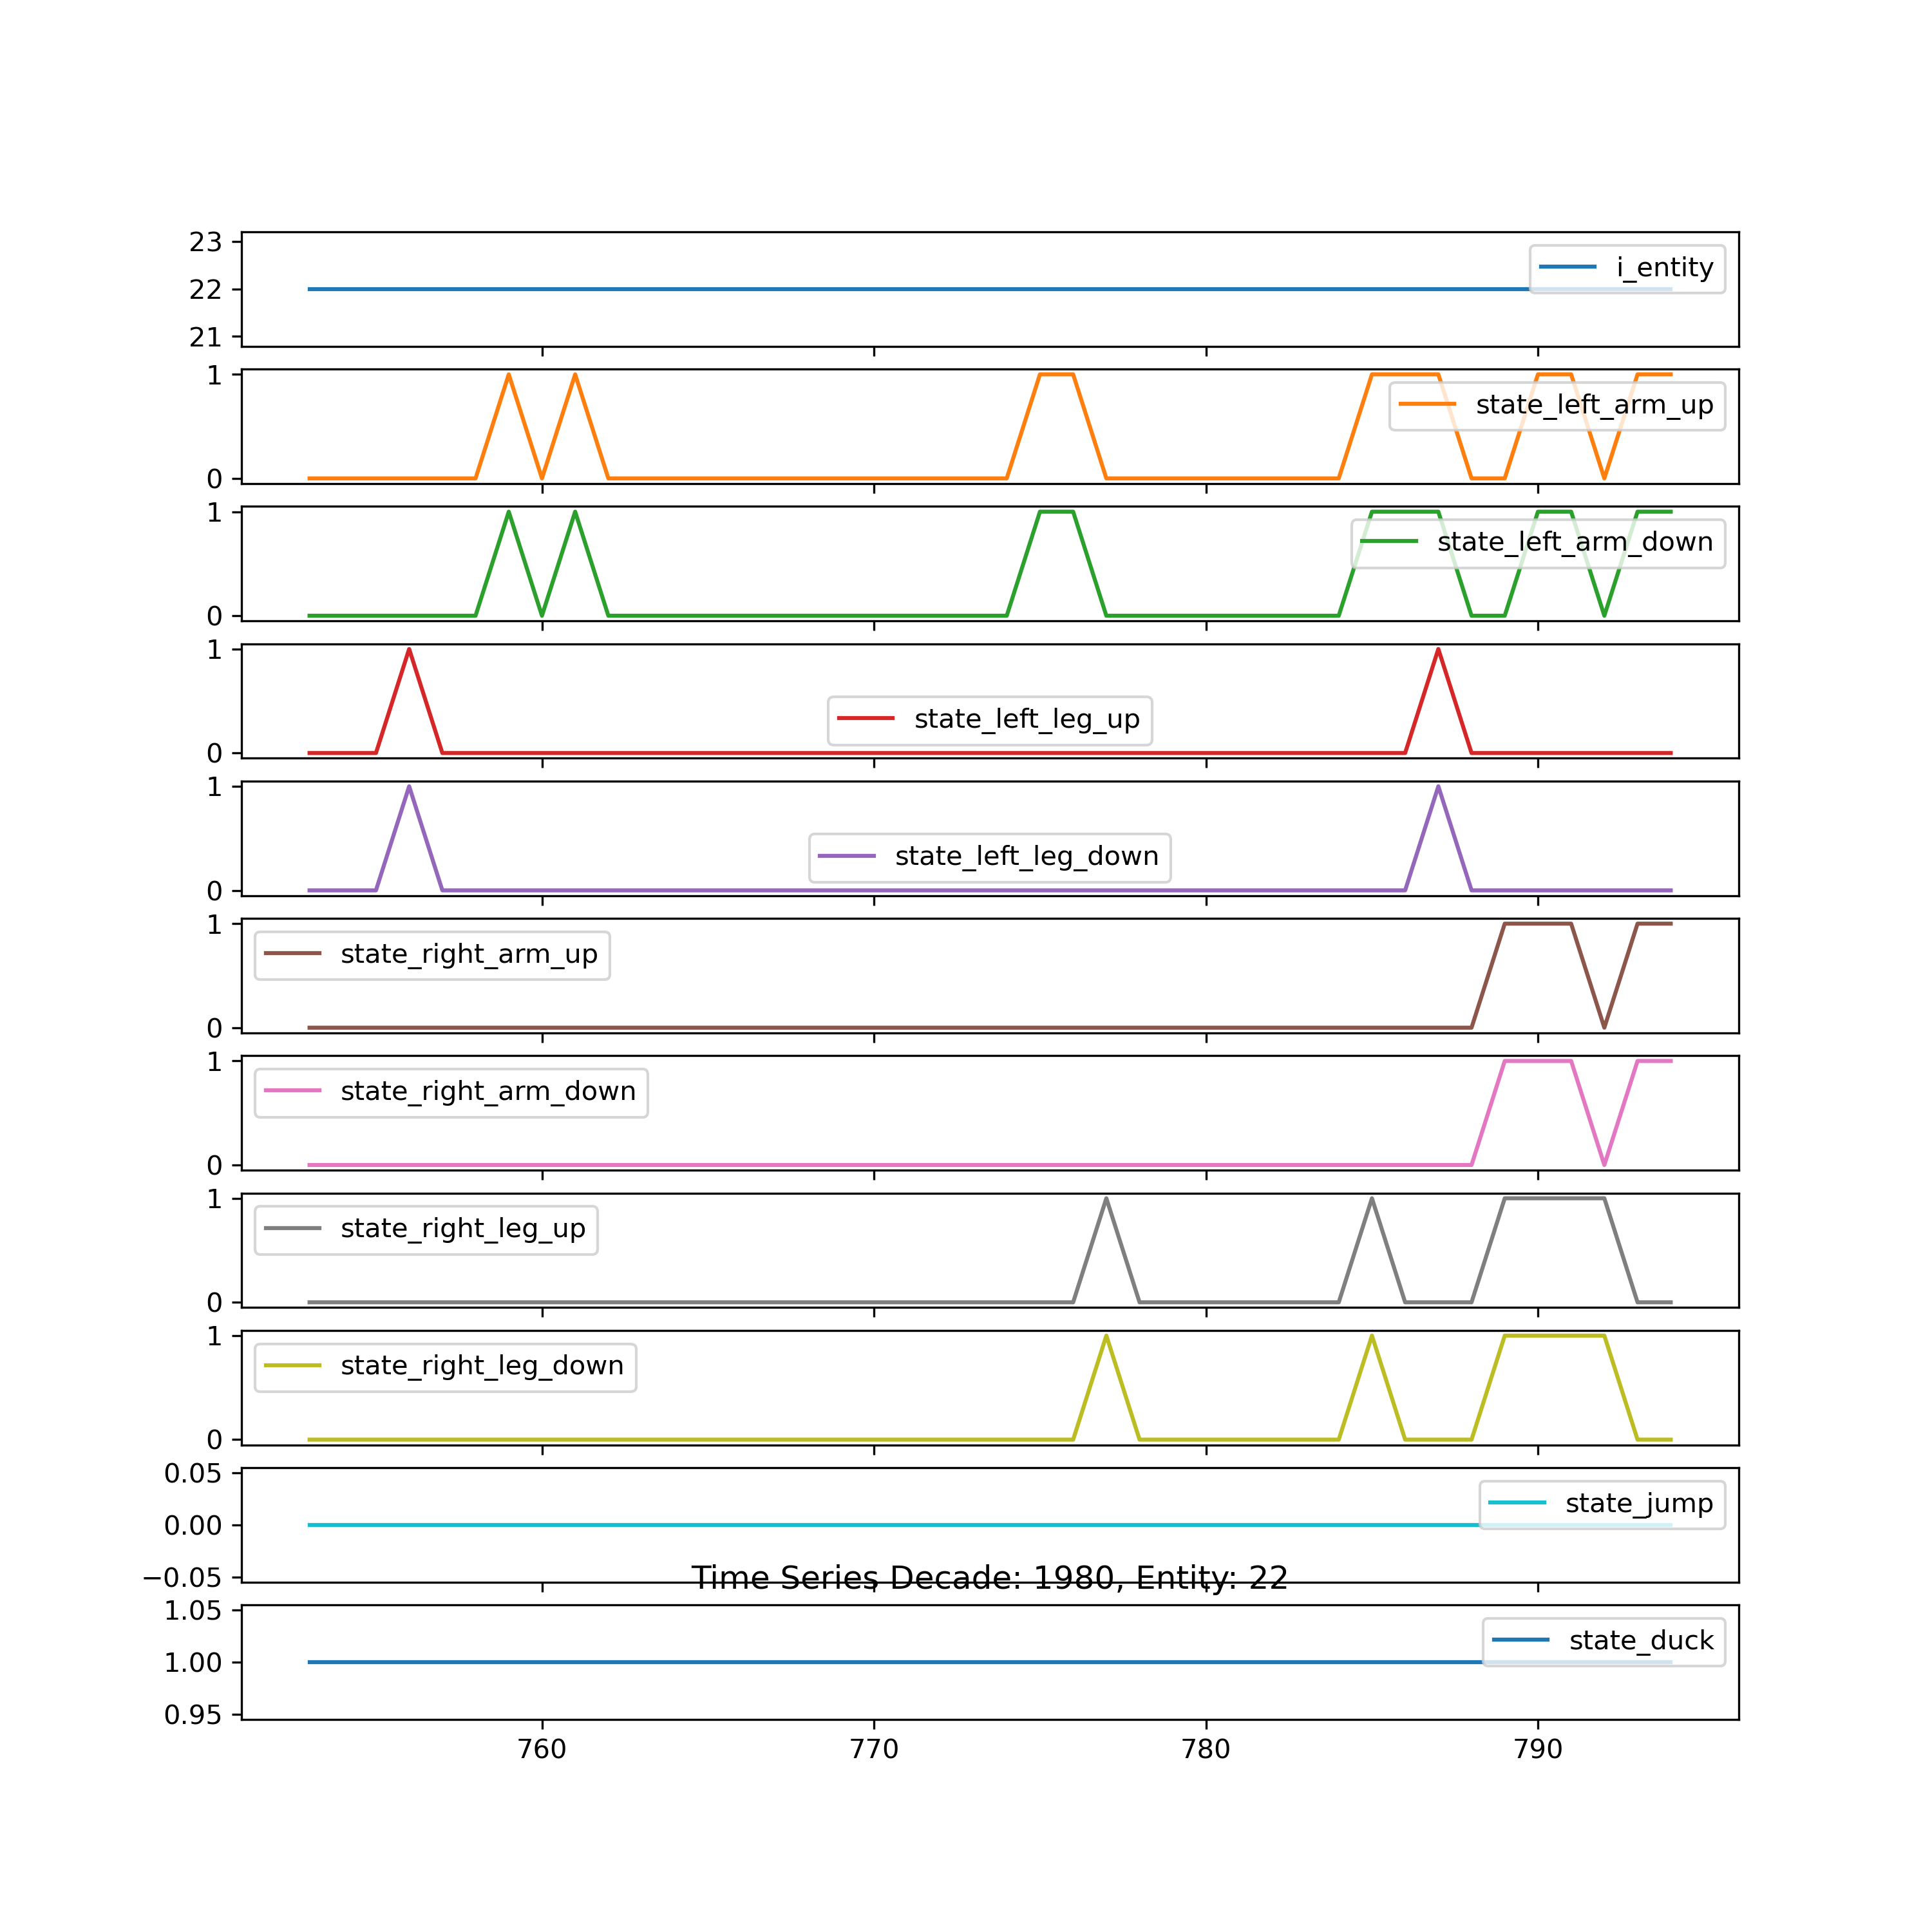 23
22
21
i_entity
1
0
state_left_arm_up
1
0
state_left_arm_down
1
0
state_left_leg_up
1
0
state_left_leg_down
1
0
state_right_arm_up
1
0
state_right_arm_down
1
0
state_right_leg_up
1
0
state_right_leg_down
0.05
0.00
−0.05
state_jump
Time Series Decade: 1980, Entity: 22
1.05
1.00
0.95
state_duck
760 770 780 790